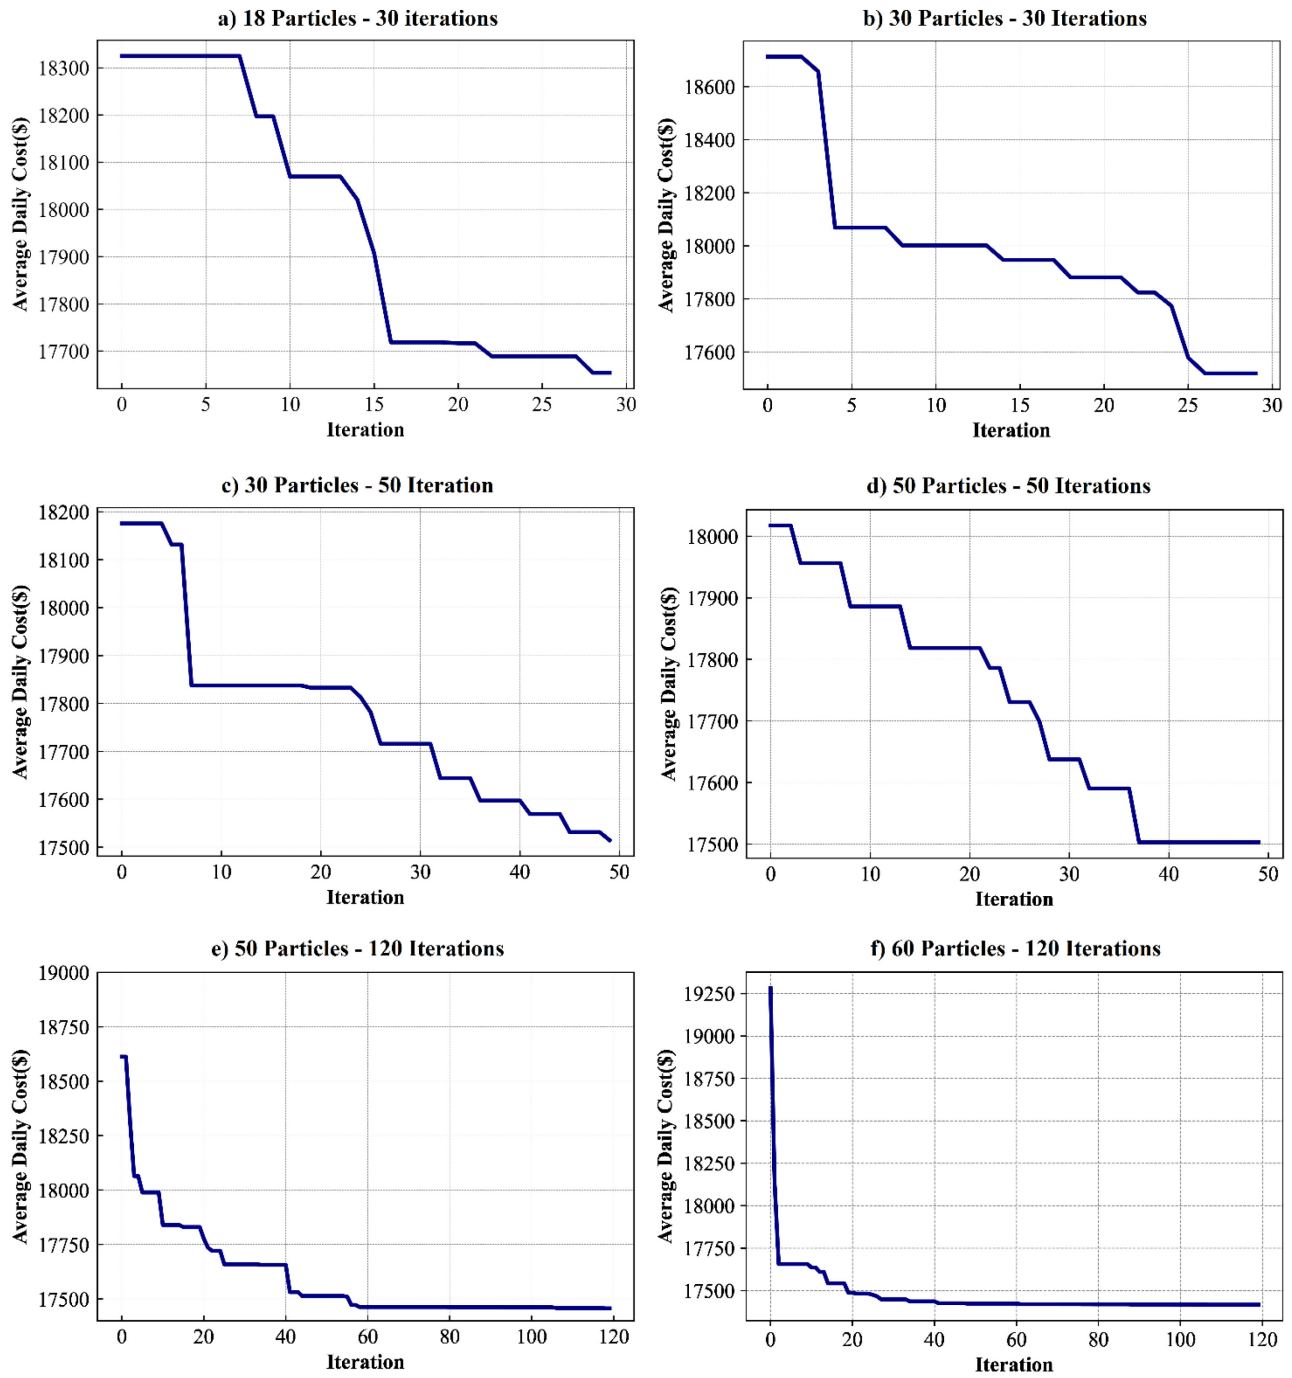 a) 18 Particles - 30 iterations
Average Daily Cost($)
18300
18200
18100
18000
17900
17800
17700
0 5 10 15 20 25 30
Iteration
b) 30 Particles - 30 Iterations
Average Daily Cost($)
18600
18400
18200
18000
17800
17600
0 5 10 15 20 25 30
Iteration
c) 30 Particles - 50 Iteration
Average Daily Cost($)
18200
18100
18000
17900
17800
17700
17600
17500
0 10 20 30 40 50
Iteration
d) 50 Particles - 50 Iterations
Average Daily Cost($)
18000
17900
17800
17700
17600
17500
0 10 20 30 40 50
Iteration
e) 50 Particles - 120 Iterations
Average Daily Cost($)
19000
18750
18500
18250
18000
17750
17500
0 20 40 60 80 100 120
Iteration
f) 60 Particles - 120 Iterations
Average Daily Cost($)
19250
19000
18750
18500
18250
18000
17750
17500
0 20 40 60 80 100 120
Iteration